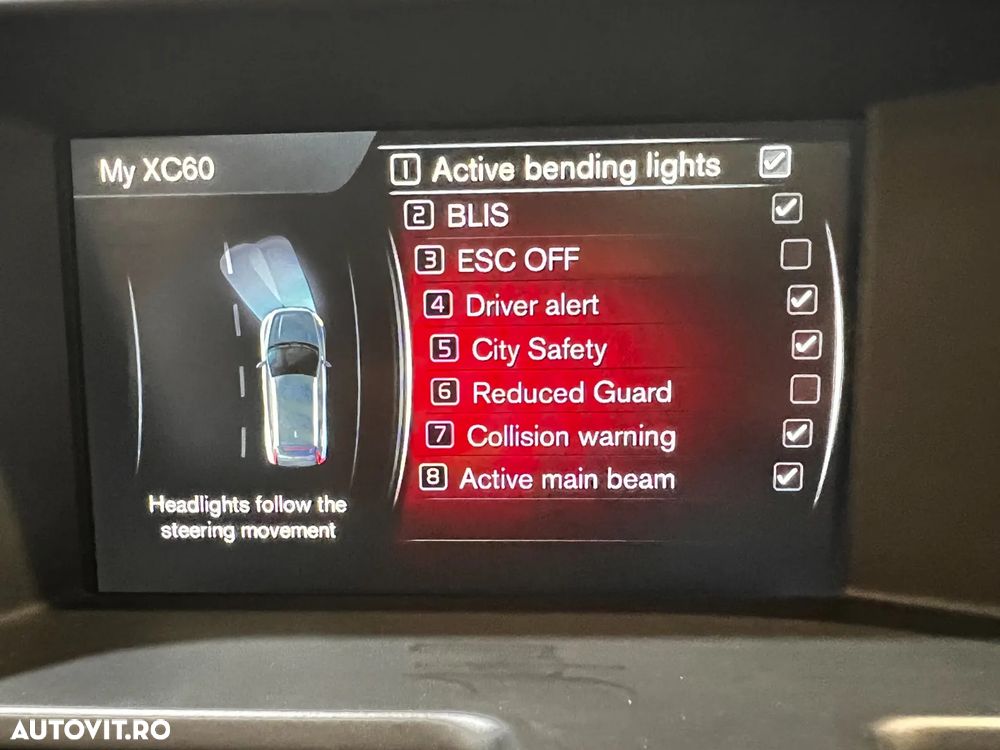 My XC60
1 Active bending lights
2 BLIS
3 ESC OFF
4 Driver alert
5 City Safety
6 Reduced Guard
7 Collision warning
8 Active main beam
Headlights follow the
steering movement
AUTOVIT.RO